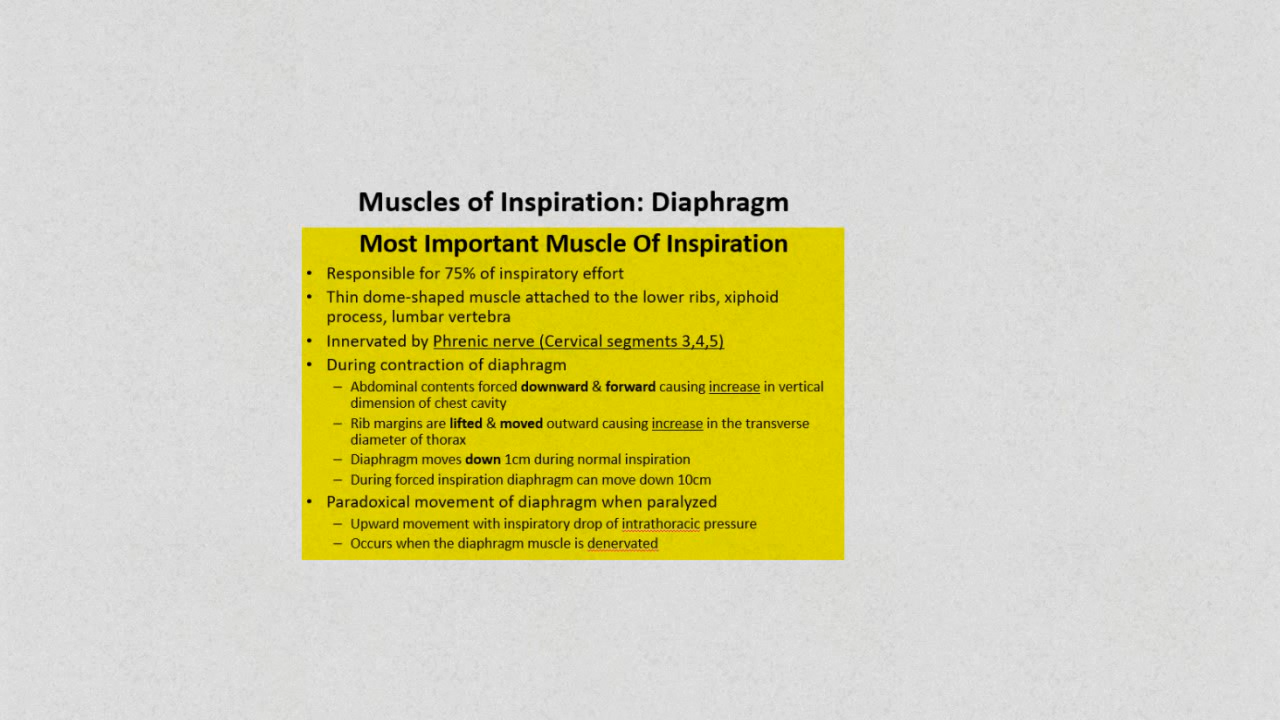 Muscles of Inspiration: Diaphragm
Most Important Muscle Of Inspiration
• Responsible for 75% of inspiratory effort
• Thin dome-shaped muscle attached to the lower ribs, xiphoid
process, lumbar vertebra
• Innervated by Phrenic nerve (Cervical segments 3,4,5)
• During contraction of diaphragm
– Abdominal contents forced downward & forward causing increase in vertical
dimension of chest cavity
– Rib margins are lifted & moved outward causing increase in the transverse
diameter of thorax
– Diaphragm moves down 1cm during normal inspiration
– During forced inspiration diaphragm can move down 10cm
• Paradoxical movement of diaphragm when paralyzed
– Upward movement with inspiratory drop of intrathoracic pressure
– Occurs when the diaphragm muscle is denervated